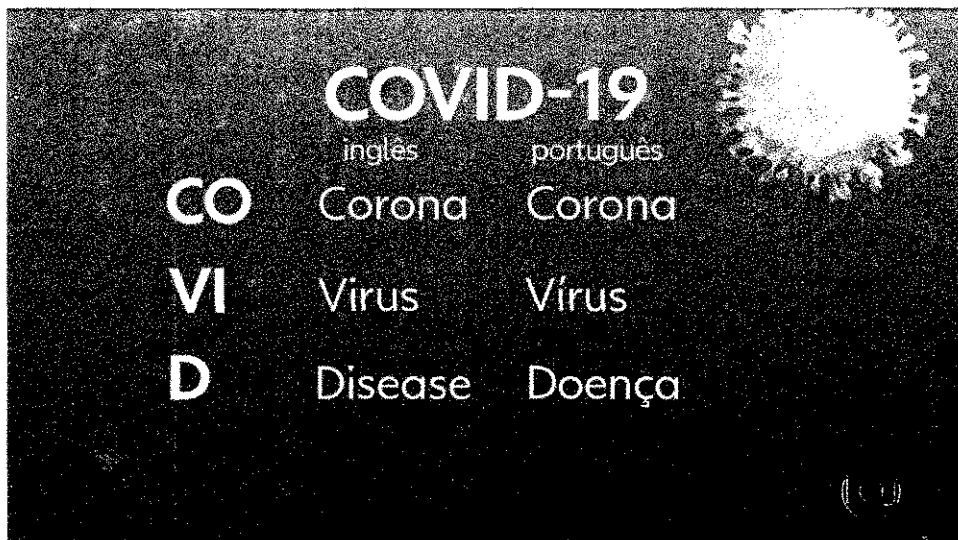 COVID-19
inglês português
CO Corona Corona
VI Virus Vírus
D Disease Doença